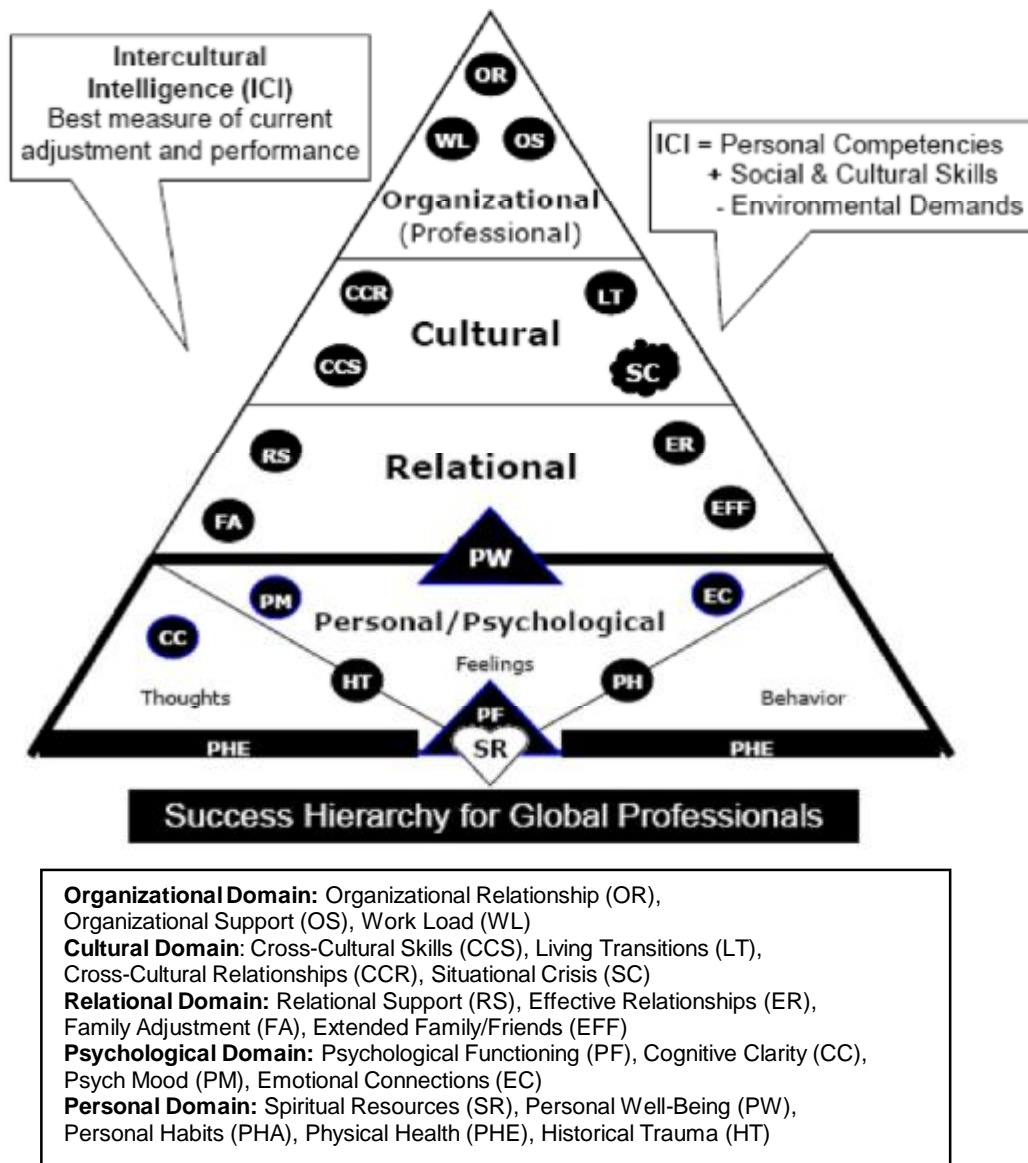 Intercultural
Intelligence (ICI)
Best measure of current
adjustment and performance
OR
WL OS
Organizational
(Professional)
ICI = Personal Competencies
+ Social & Cultural Skills
- Environmental Demands
CCR LT
Cultural
CCS SC
RS ER
Relational
FA EFF
PW
PM EC
Personal/Psychological
CC
Feelings
HT PH
Thoughts Behavior
PF
PHE SR PHE
Success Hierarchy for Global Professionals
Organizational Domain: Organizational Relationship (OR),
Organizational Support (OS), Work Load (WL)
Cultural Domain: Cross-Cultural Skills (CCS), Living Transitions (LT),
Cross-Cultural Relationships (CCR), Situational Crisis (SC)
Relational Domain: Relational Support (RS), Effective Relationships (ER),
Family Adjustment (FA), Extended Family/Friends (EFF)
Psychological Domain: Psychological Functioning (PF), Cognitive Clarity (CC),
Psych Mood (PM), Emotional Connections (EC)
Personal Domain: Spiritual Resources (SR), Personal Well-Being (PW),
Personal Habits (PHA), Physical Health (PHE), Historical Trauma (HT)